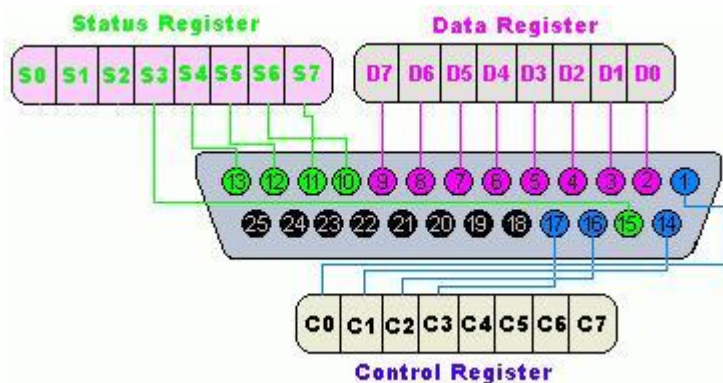 Status Register
Data Register
S0 S1 S2 S3 S4 S5 S6 S7
D7 D6 D5 D4 D3 D2 D1 D0
13 12 11 10 9 8 7 6 5 4 3 2 1
25 24 23 22 21 20 19 18 17 16 15 14
C0 C1 C2 C3 C4 C5 C6 C7
Control Register